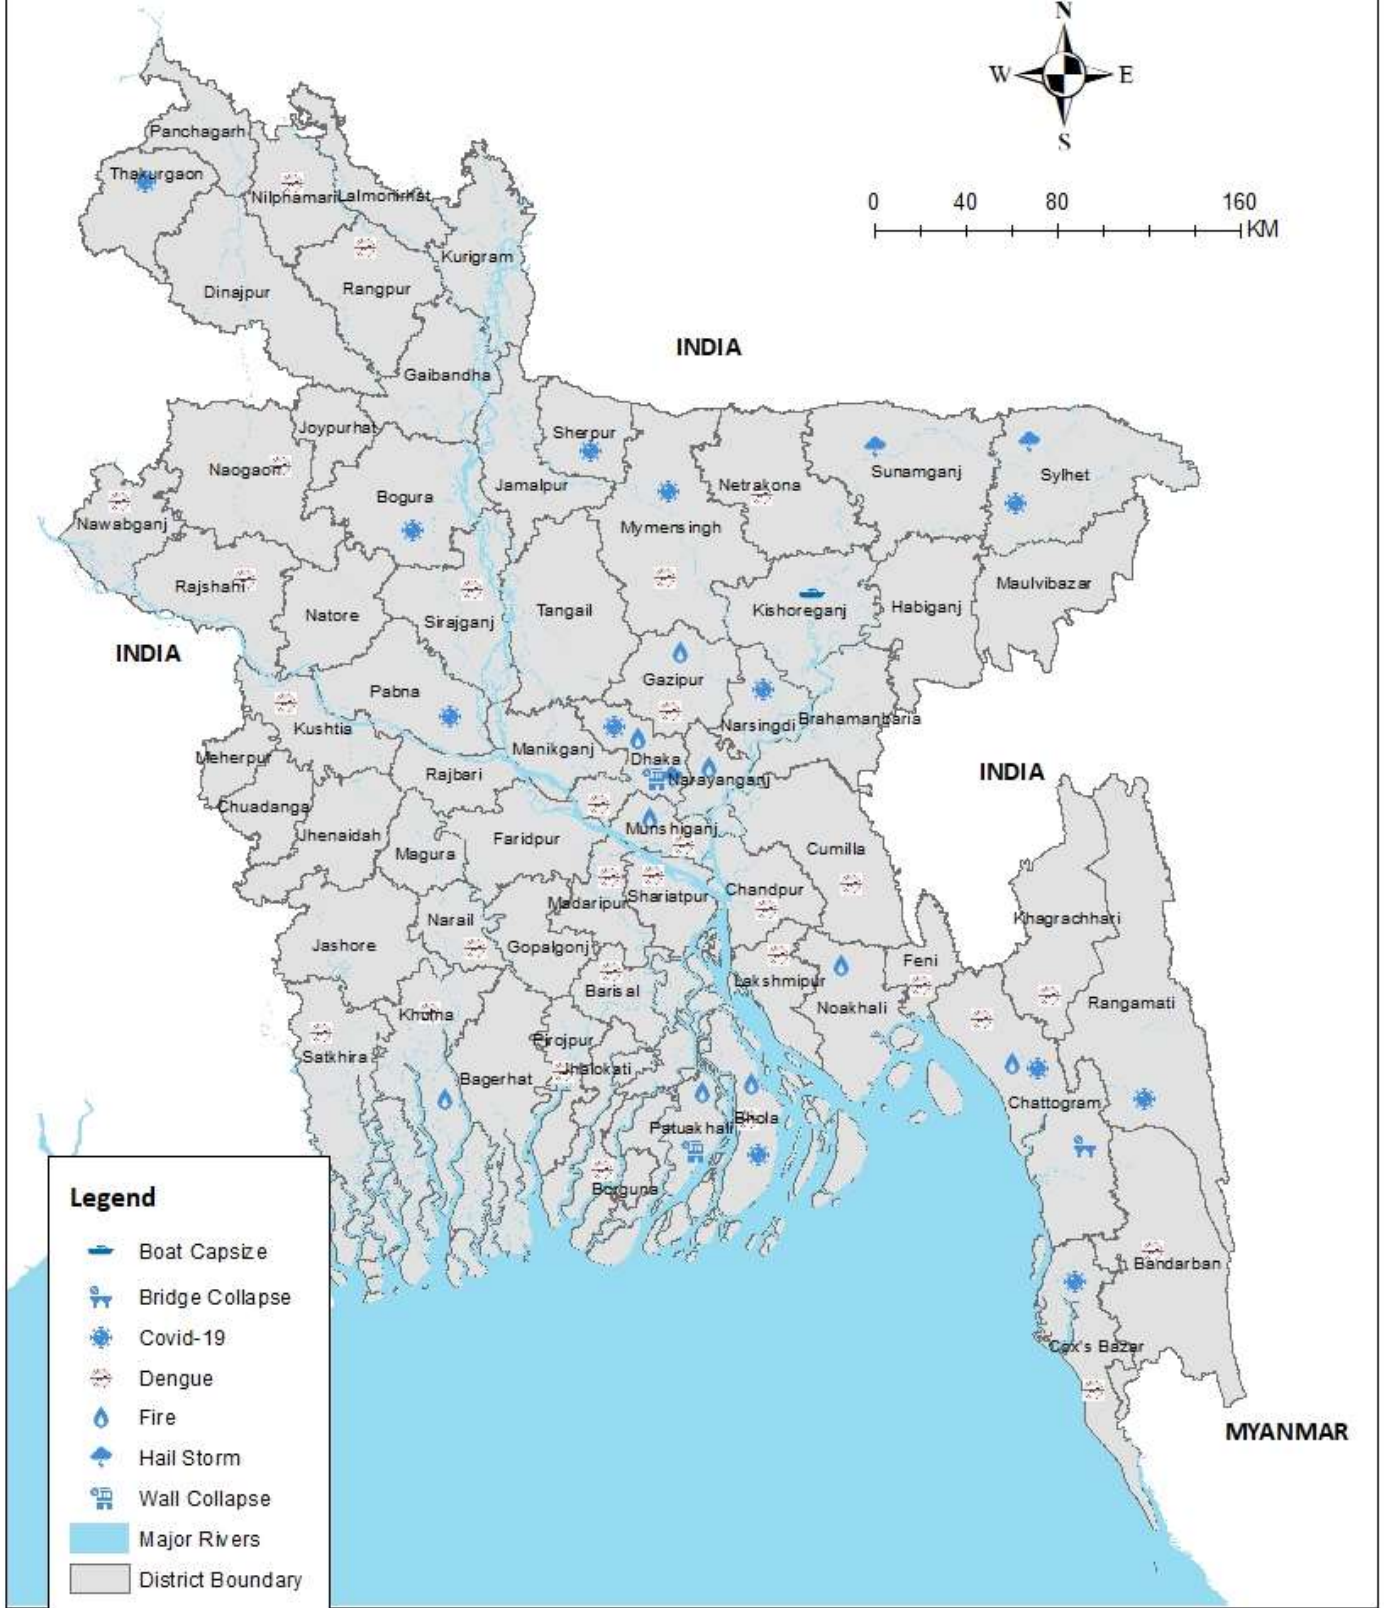 N
W E
S
0 40 80 160
KM
Panchagarh
Thakurgaon
Nilphamari
Lalmonirhat
Kurigram
Dinajpur
Rangpur
INDIA
Gaibandha
Joypurhat
Sherpur
Naogaon
Sunamganj
Sylhet
Bogura
Jamalpur
Netrakona
Nawabganj
Mymensingh
Rajshahi
Maulvibazar
Natore
Sirajganj
Tangail
Kishoreganj
Habiganj
INDIA
Pabna
Gazipur
Kushtia
Narsingdi
Brahamanbaria
Meherpur
Manikganj
Dhaka
Rajbari
Narayanganj
INDIA
Chuadanga
Jhenaidah
Magura
Faridpur
Munshiganj
Cumilla
Madaripur
Shariatpur
Chandpur
Narail
Khagrachhari
Jashore
Gopalgonj
Feni
Barisal
Lakshmipur
Noakhali
Rangamati
Khulna
Satkhira
Pirojpur
Jhalokati
Bagerhat
Chattogram
Patuakhali
Bhola
Borguna
Bandarban
Cox's Bazar
MYANMAR
Legend
Boat Capsize
Bridge Collapse
Covid-19
Dengue
Fire
Hail Storm
Wall Collapse
Major Rivers
District Boundary